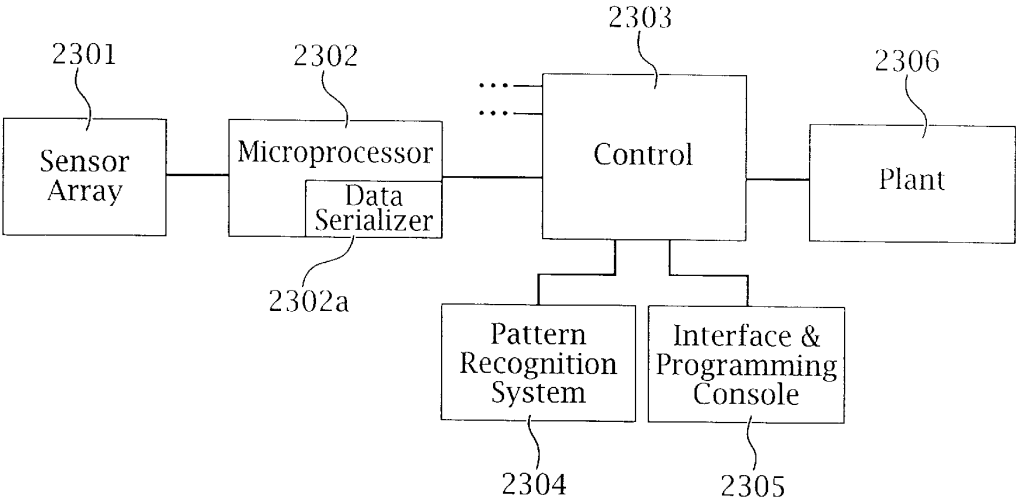 2303
2301
2302
2306
Sensor
Array
Microprocessor
Data
Serializer
...
...
Control
Plant
2302a
Pattern
Recognition
System
Interface &
Programming
Console
2304
2305